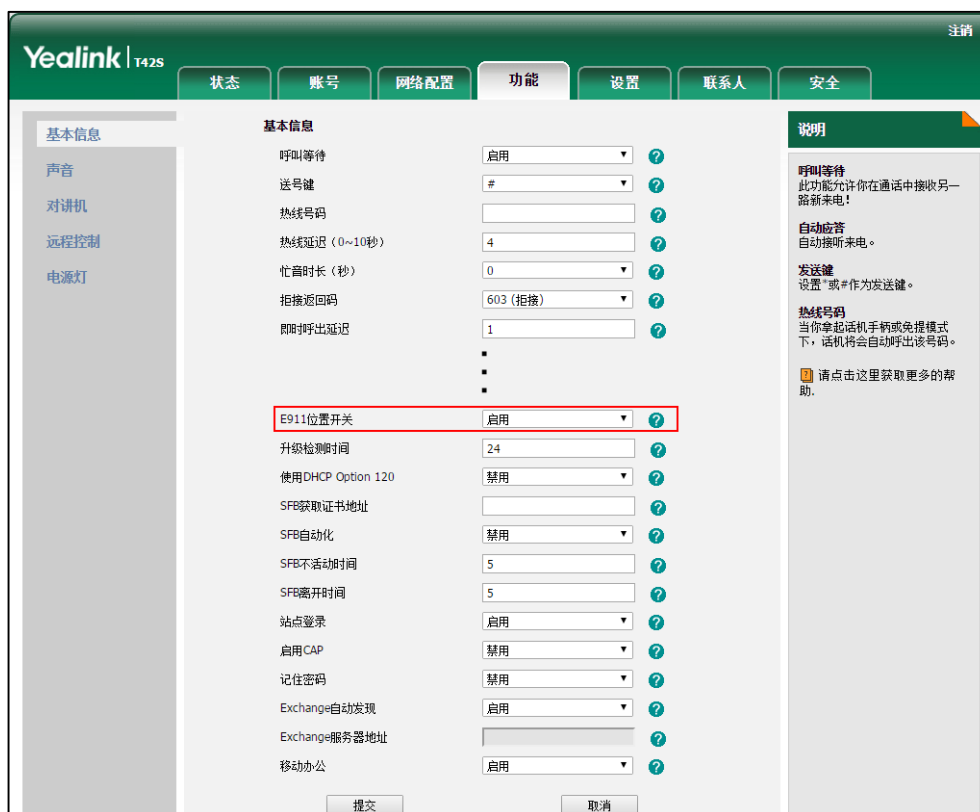 注销
Yealink T42S
状态 账号 网络配置 功能 设置 联系人 安全
基本信息
声音
对讲机
远程控制
电源灯
基本信息
呼叫等待 启用
送号键 #
热线号码
热线延迟（0~10秒） 4
忙音时长（秒） 0
拒接返回码 603 (拒接)
即时呼出延迟 1
E911位置开关 启用
升级检测时间 24
使用DHCP Option 120 禁用
SFB获取证书地址
SFB自动化 禁用
SFB不活动时间 5
SFB离开时间 5
站点登录 启用
启用CAP 禁用
记住密码 禁用
Exchange自动发现 启用
Exchange服务器地址
移动办公 启用
提交 取消
说明
呼叫等待
此功能允许你在通话中接收另一
路新来电！
自动应答
自动接听来电。
发送键
设置*或#作为发送键。
热线号码
当你拿起话机手柄或免提模式
下，话机将会自动呼出该号码。
请点击这里获取更多的帮
助.